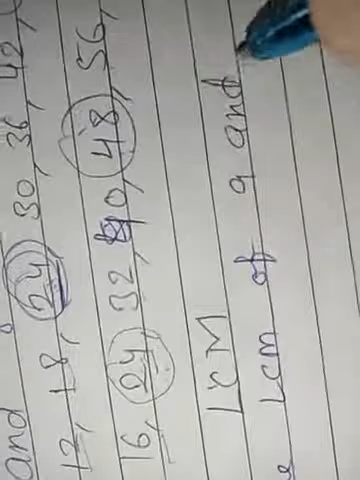 and
12, 18, 24, 30, 36, 42,
16, 24, 32, 40, 48, 56,
LCM
LCM of 9 and